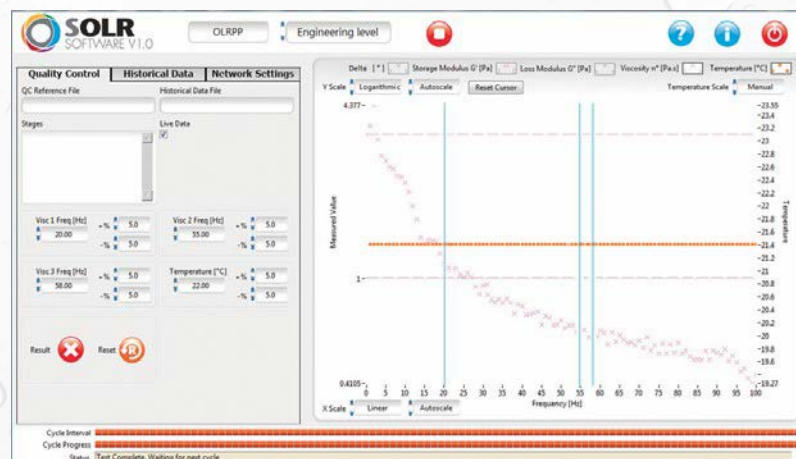 SOLR
SOFTWARE V1.0
OLRPP
Engineering level
Quality Control
Historical Data
Network Settings
QC Reference File
Historical Data File
Stages
Live Data
Visc 1 Freq [Hz]
20.00
+% 5.0
-% 5.0
Visc 2 Freq [Hz]
55.00
+% 5.0
-% 5.0
Visc 3 Freq [Hz]
58.00
+% 5.0
-% 5.0
Temperature [°C]
22.00
+% 5.0
-% 5.0
Result
Reset
Delta [°] Storage Modulus G' [Pa] Loss Modulus G" [Pa] Viscosity n* [Pa.s] Temperature [°C]
Y Scale Logarithmic Autoscale Reset Cursor Temperature Scale Manual
4.377
1
0.4105
Measured Value
23.55
23.4
23.2
23
22.8
22.6
22.4
22.2
22
21.8
21.6
21.4
21.2
21
20.8
20.6
20.4
20.2
20
19.8
19.6
19.27
Temperature
0 5 10 15 20 25 30 35 40 45 50 55 60 65 70 75 80 85 90 95 100
Frequency [Hz]
X Scale Linear Autoscale
Cycle Interval
Cycle Progress
Status Test Complete. Waiting for next cycle